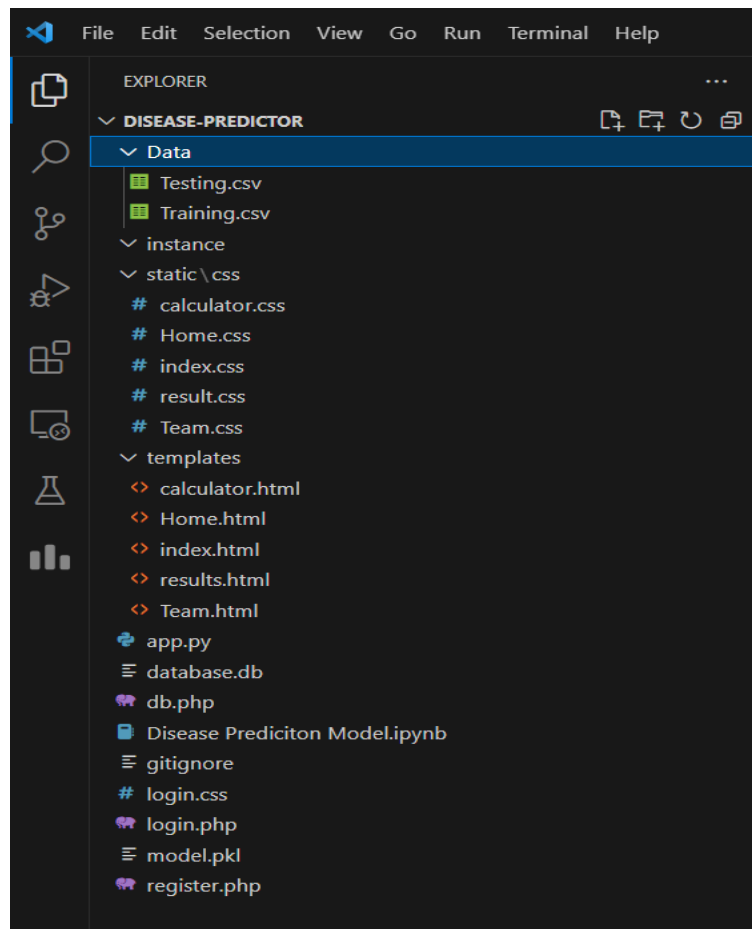 File Edit Selection View Go Run Terminal Help
EXPLORER
DISEASE-PREDICTOR
Data
Testing.csv
Training.csv
instance
static\css
calculator.css
Home.css
index.css
result.css
Team.css
templates
calculator.html
Home.html
index.html
results.html
Team.html
app.py
database.db
db.php
Disease Prediciton Model.ipynb
gitignore
login.css
login.php
model.pkl
register.php